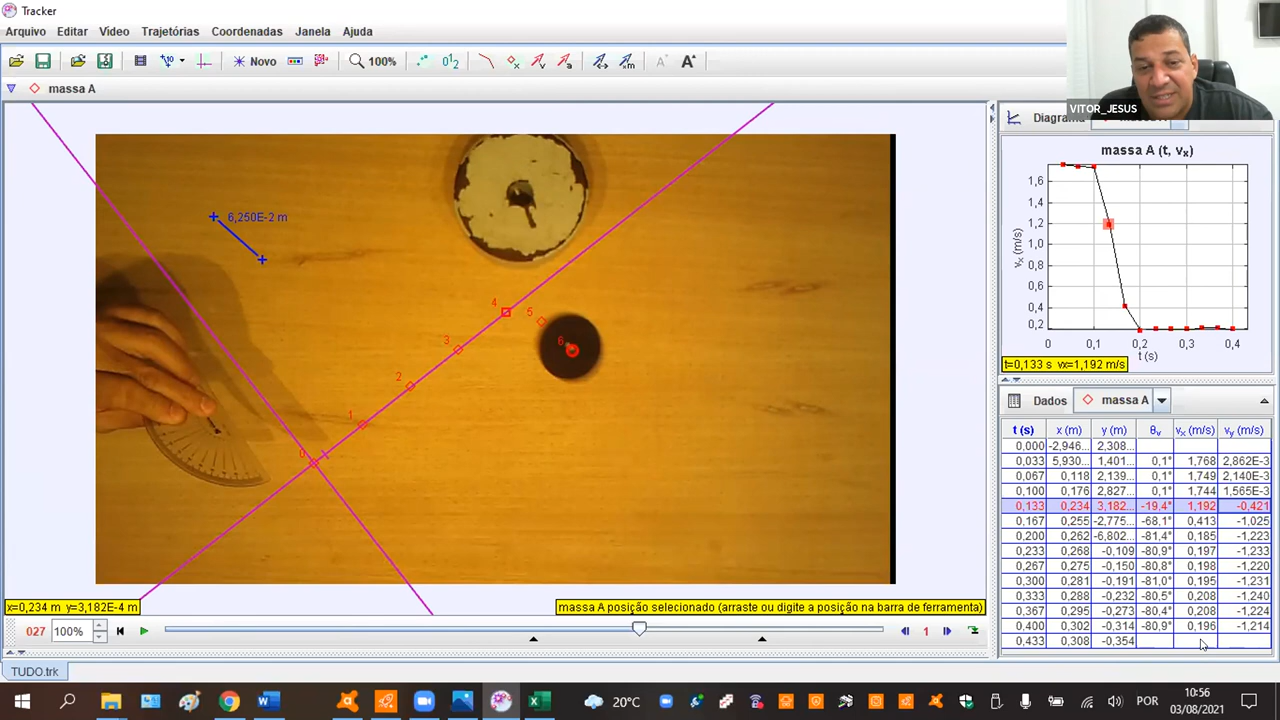 Tracker
Arquivo Editar Vídeo Trajetórias Coordenadas Janela Ajuda
Novo 100%
massa A
VITOR_JESUS
Diagrama
massa A (t, vₓ)
6,250E-2 m
0
1
2
3
4
5
6
1,6
1,4
1,2
1,0
0,8
0,6
0,4
0,2
vₓ (m/s)
0 0,1 0,2 0,3 0,4
t (s)
t=0,133 s vx=1,192 m/s
Dados massa A
t (s) x (m) y (m) θᵥ vₓ (m/s) vᵧ (m/s)
0,000 -2,946... 2,308...
0,033 5,930... 1,401... 0,1° 1,768 2,862E-3
0,067 0,118 2,139... 0,1° 1,749 2,140E-3
0,100 0,176 2,827... 0,1° 1,744 1,565E-3
0,133 0,234 3,182... -19,4° 1,192 -0,421
0,167 0,255 -2,775... -68,1° 0,413 -1,025
0,200 0,262 -6,802... -81,4° 0,185 -1,223
0,233 0,268 -0,109 -80,9° 0,197 -1,233
0,267 0,275 -0,150 -80,8° 0,198 -1,220
0,300 0,281 -0,191 -81,0° 0,195 -1,231
0,333 0,288 -0,232 -80,5° 0,208 -1,240
0,367 0,295 -0,273 -80,4° 0,208 -1,224
0,400 0,302 -0,314 -80,9° 0,196 -1,214
0,433 0,308 -0,354
x=0,234 m y=3,182E-4 m
massa A posição selecionado (arraste ou digite a posição na barra de ferramenta)
027 100% 1
TUDO.trk
20°C
POR
10:56
03/08/2021